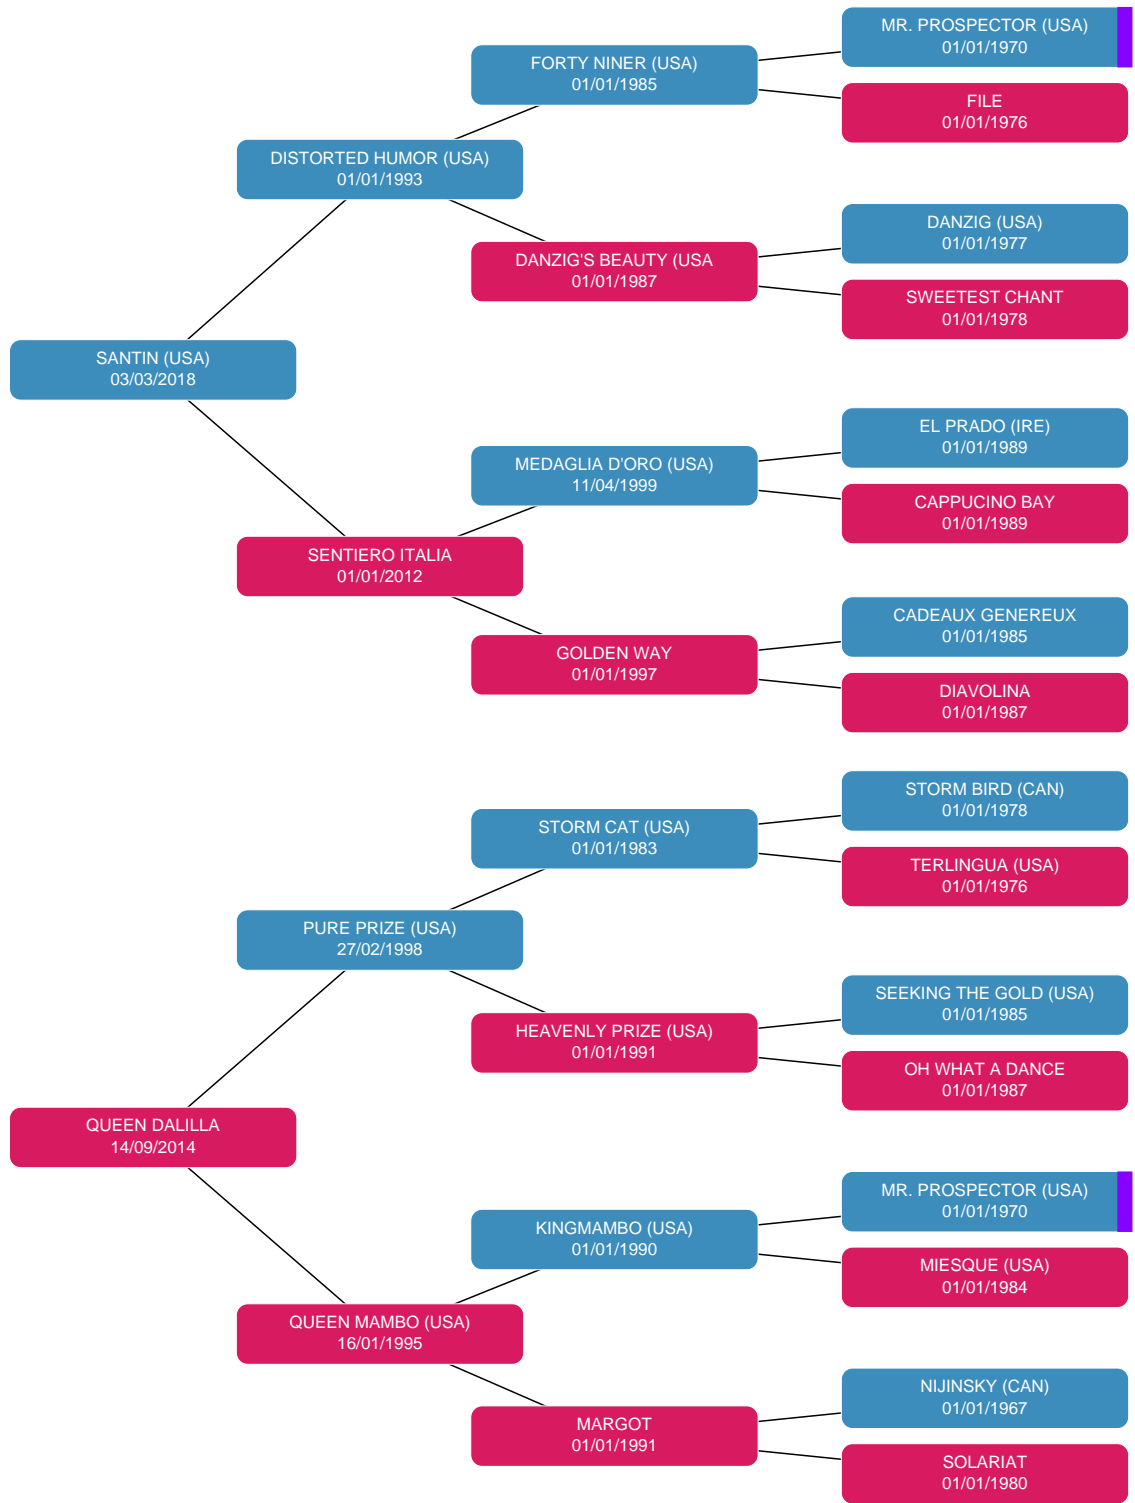 MR. PROSPECTOR (USA)
01/01/1970
FORTY NINER (USA)
01/01/1985
FILE
01/01/1976
DISTORTED HUMOR (USA)
01/01/1993
DANZIG (USA)
01/01/1977
DANZIG'S BEAUTY (USA
01/01/1987
SWEETEST CHANT
01/01/1978
SANTIN (USA)
03/03/2018
EL PRADO (IRE)
01/01/1989
MEDAGLIA D'ORO (USA)
11/04/1999
CAPPUCINO BAY
01/01/1989
SENTIERO ITALIA
01/01/2012
CADEAUX GENEREUX
01/01/1985
GOLDEN WAY
01/01/1997
DIAVOLINA
01/01/1987
STORM BIRD (CAN)
01/01/1978
STORM CAT (USA)
01/01/1983
TERLINGUA (USA)
01/01/1976
PURE PRIZE (USA)
27/02/1998
SEEKING THE GOLD (USA)
01/01/1985
HEAVENLY PRIZE (USA)
01/01/1991
OH WHAT A DANCE
01/01/1987
QUEEN DALILLA
14/09/2014
MR. PROSPECTOR (USA)
01/01/1970
KINGMAMBO (USA)
01/01/1990
MIESQUE (USA)
01/01/1984
QUEEN MAMBO (USA)
16/01/1995
NIJINSKY (CAN)
01/01/1967
MARGOT
01/01/1991
SOLARIAT
01/01/1980